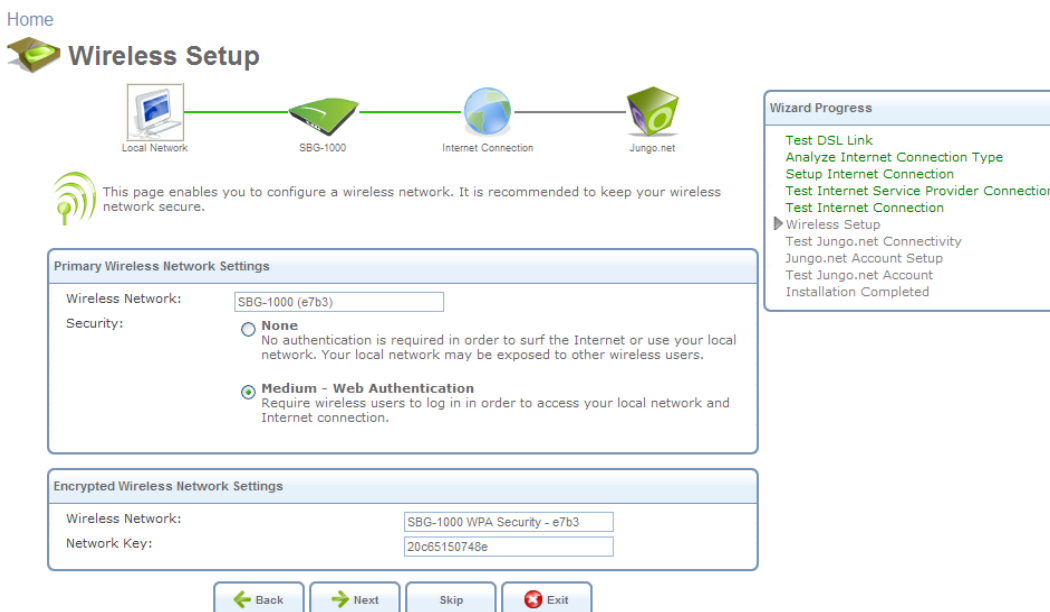 Home
Wireless Setup
Local Network
SBG-1000
Internet Connection
Jungo.net
This page enables you to configure a wireless network. It is recommended to keep your wireless
network secure.
Primary Wireless Network Settings
Wireless Network:
SBG-1000 (e7b3)
Security:
None
No authentication is required in order to surf the Internet or use your local
network. Your local network may be exposed to other wireless users.
Medium - Web Authentication
Require wireless users to log in in order to access your local network and
Internet connection.
Encrypted Wireless Network Settings
Wireless Network:
SBG-1000 WPA Security - e7b3
Network Key:
20c65150748e
Back
Next
Skip
Exit
Wizard Progress
Test DSL Link
Analyze Internet Connection Type
Setup Internet Connection
Test Internet Service Provider Connection
Test Internet Connection
Wireless Setup
Test Jungo.net Connectivity
Jungo.net Account Setup
Test Jungo.net Account
Installation Completed